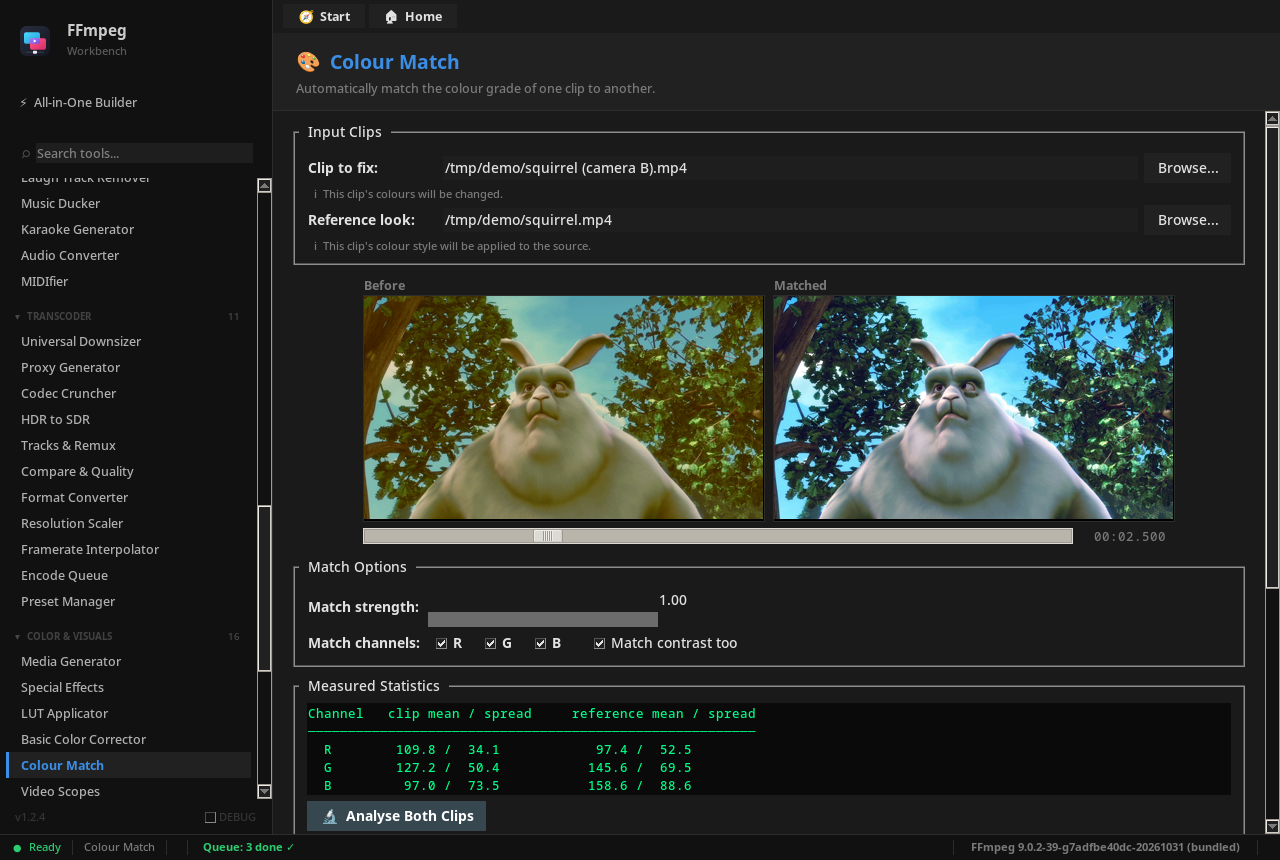 FFmpeg
Workbench
⚡ All-in-One Builder
Search tools...
Laugh Track Remover
Music Ducker
Karaoke Generator
Audio Converter
MIDIfier
▾ TRANSCODER 11
Universal Downsizer
Proxy Generator
Codec Cruncher
HDR to SDR
Tracks & Remux
Compare & Quality
Format Converter
Resolution Scaler
Framerate Interpolator
Encode Queue
Preset Manager
▾ COLOR & VISUALS 16
Media Generator
Special Effects
LUT Applicator
Basic Color Corrector
Colour Match
Video Scopes
v1.2.4 DEBUG
Start Home
Colour Match
Automatically match the colour grade of one clip to another.
Input Clips
Clip to fix: /tmp/demo/squirrel (camera B).mp4 Browse...
i This clip's colours will be changed.
Reference look: /tmp/demo/squirrel.mp4 Browse...
i This clip's colour style will be applied to the source.
Before Matched
00:02.500
Match Options
Match strength: 1.00
Match channels: R G B Match contrast too
Measured Statistics
Channel clip mean / spread reference mean / spread
R 109.8 / 34.1 97.4 / 52.5
G 127.2 / 50.4 145.6 / 69.5
B 97.0 / 73.5 158.6 / 88.6
Analyse Both Clips
● Ready Colour Match Queue: 3 done ✓ FFmpeg 9.0.2-39-g7adfbe40dc-20261031 (bundled)